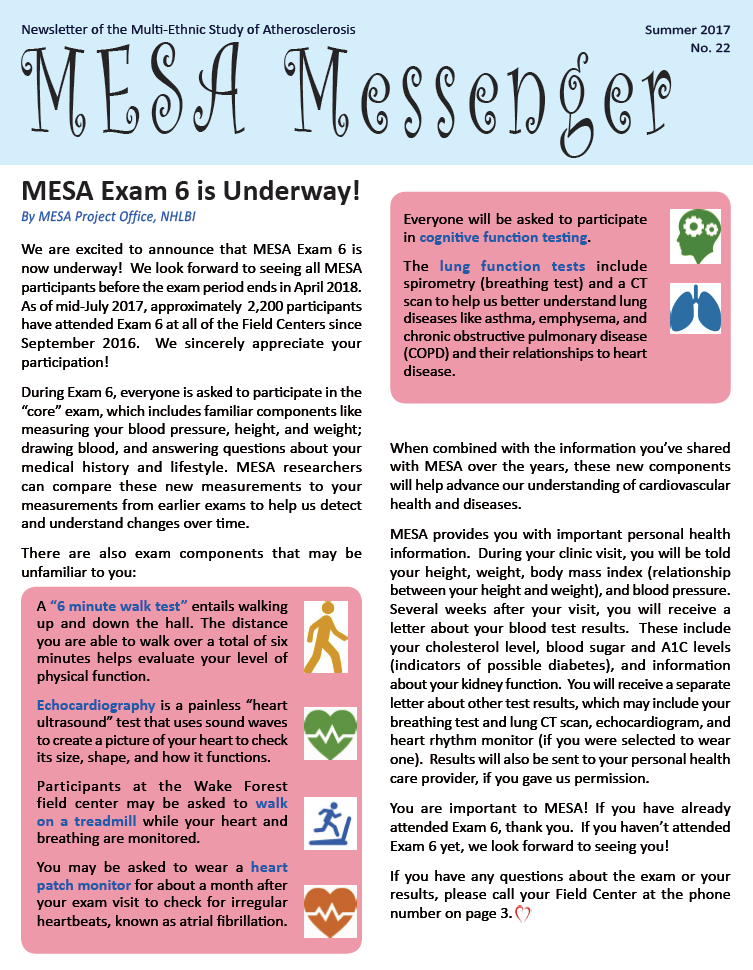 Newsletter of the Multi-Ethnic Study of Atherosclerosis
Summer 2017
No. 22
MESA Messenger
MESA Exam 6 is Underway!
By MESA Project Office, NHLBI
We are excited to announce that MESA Exam 6 is
now underway!  We look forward to seeing all MESA
participants before the exam period ends in April 2018.
As of mid-July 2017, approximately  2,200 participants
have attended Exam 6 at all of the Field Centers since
September 2016.  We sincerely appreciate your
participation!
During Exam 6, everyone is asked to participate in the
“core” exam, which includes familiar components like
measuring your blood pressure, height, and weight;
drawing blood, and answering questions about your
medical history and lifestyle. MESA researchers
can compare these new measurements to your
measurements from earlier exams to help us detect
and understand changes over time.
There are also exam components that may be
unfamiliar to you:
A “6 minute walk test” entails walking
up and down the hall. The distance
you are able to walk over a total of six
minutes helps evaluate your level of
physical function.
Echocardiography is a painless “heart
ultrasound” test that uses sound waves
to create a picture of your heart to check
its size, shape, and how it functions.
Participants at the Wake Forest
field center may be asked to walk
on a treadmill while your heart and
breathing are monitored.
You may be asked to wear a heart
patch monitor for about a month after
your exam visit to check for irregular
heartbeats, known as atrial fibrillation.
Everyone will be asked to participate
in cognitive function testing.
The lung function tests include
spirometry (breathing test) and a CT
scan to help us better understand lung
diseases like asthma, emphysema, and
chronic obstructive pulmonary disease
(COPD) and their relationships to heart
disease.
When combined with the information you’ve shared
with MESA over the years, these new components
will help advance our understanding of cardiovascular
health and diseases.
MESA provides you with important personal health
information.  During your clinic visit, you will be told
your height, weight, body mass index (relationship
between your height and weight), and blood pressure.
Several weeks after your visit, you will receive a
letter about your blood test results.  These include
your cholesterol level, blood sugar and A1C levels
(indicators of possible diabetes), and information
about your kidney function.  You will receive a separate
letter about other test results, which may include your
breathing test and lung CT scan, echocardiogram, and
heart rhythm monitor (if you were selected to wear
one).  Results will also be sent to your personal health
care provider, if you gave us permission.
You are important to MESA! If you have already
attended Exam 6, thank you.  If you haven’t attended
Exam 6 yet, we look forward to seeing you!
If you have any questions about the exam or your
results, please call your Field Center at the phone
number on page 3.